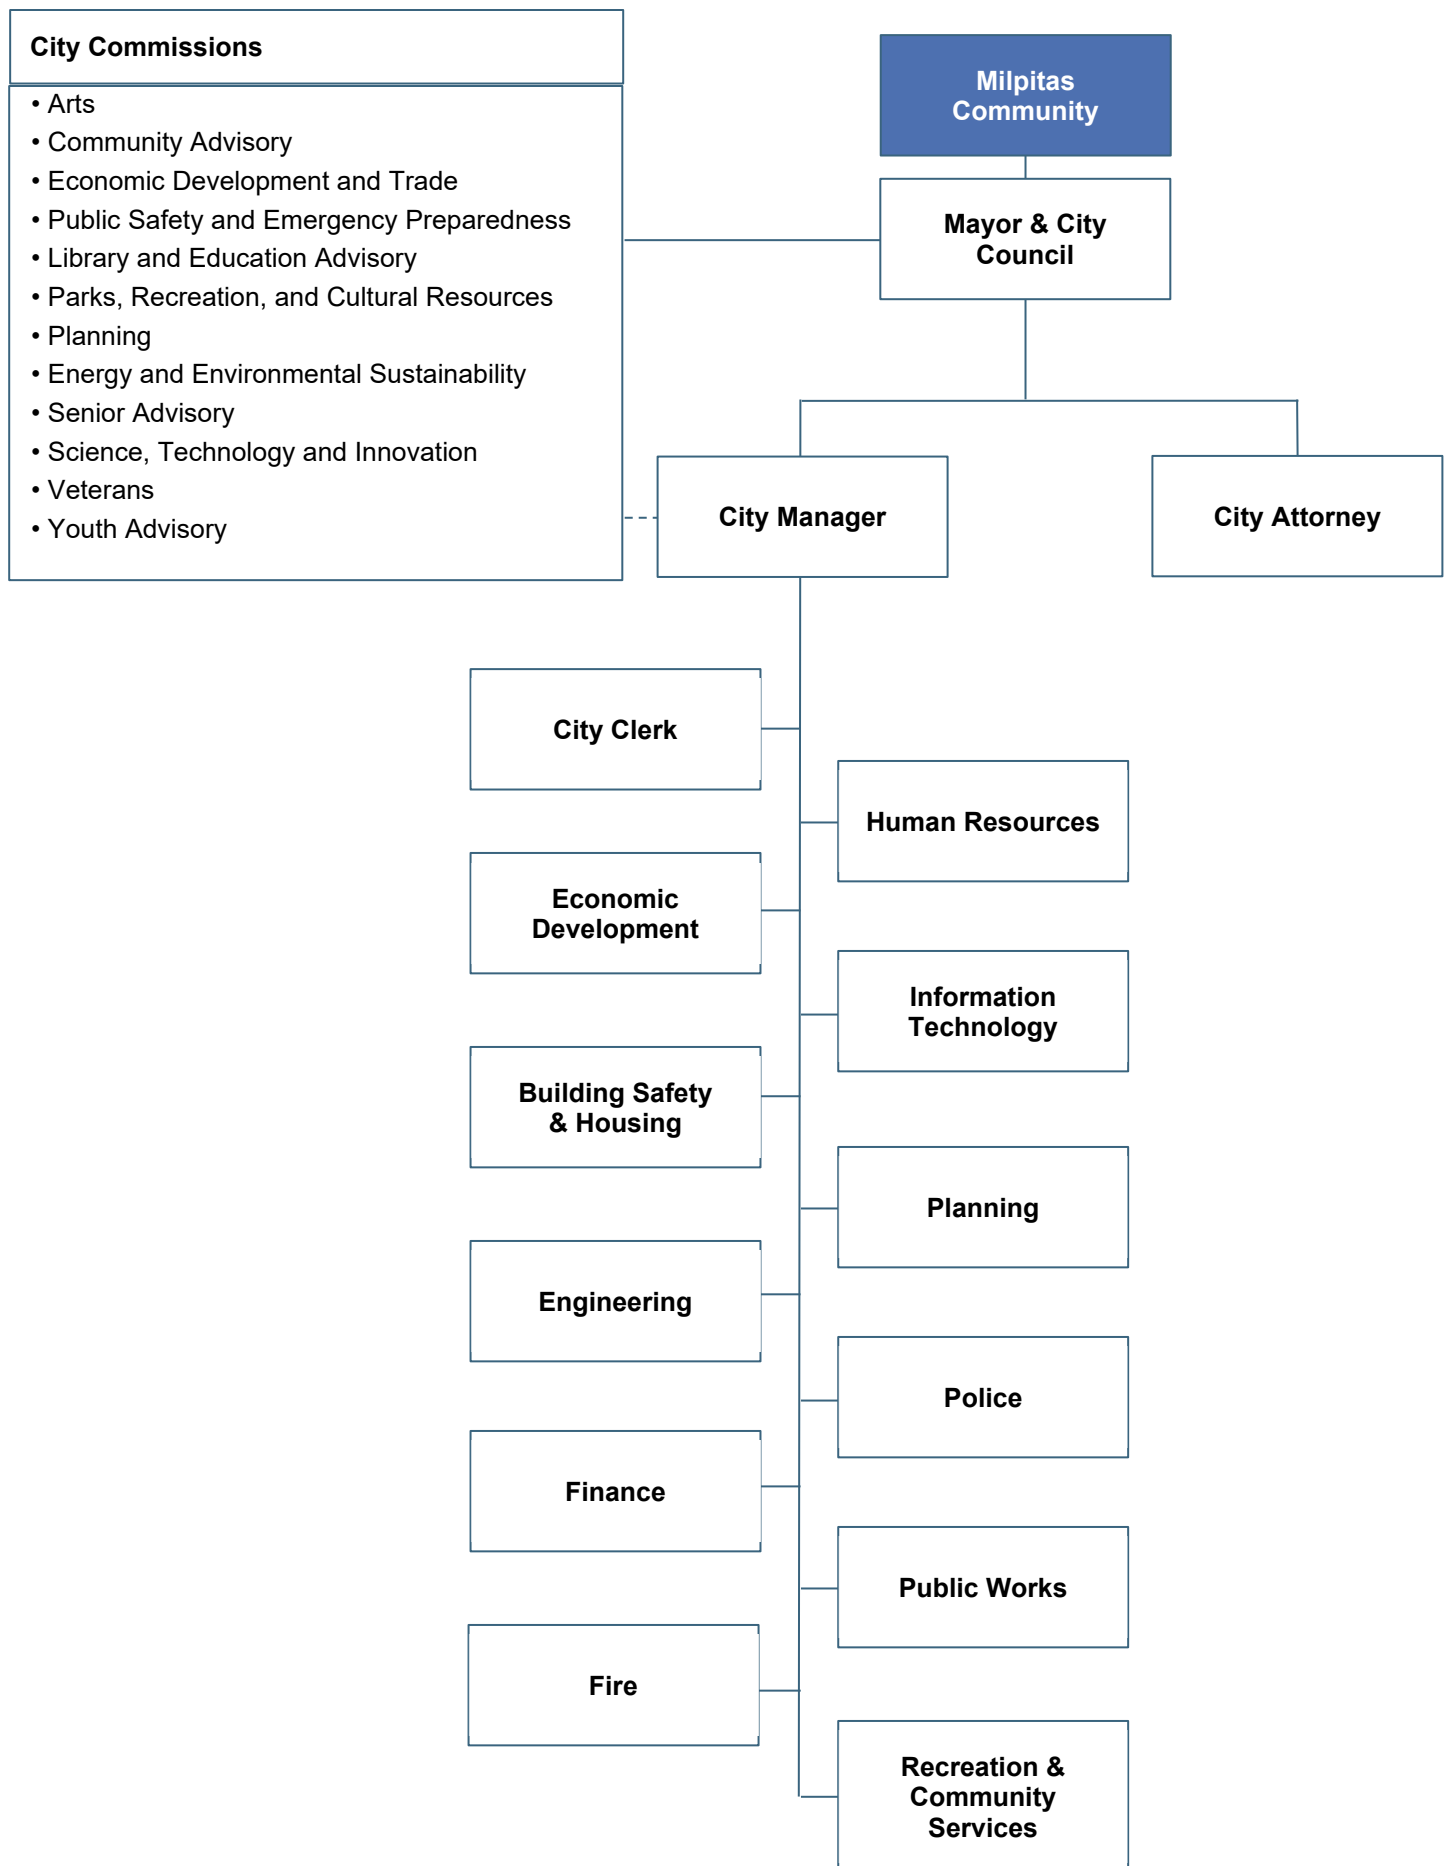 City Commissions
• Arts
• Community Advisory
• Economic Development and Trade
• Public Safety and Emergency Preparedness
• Library and Education Advisory
• Parks, Recreation, and Cultural Resources
• Planning
• Energy and Environmental Sustainability
• Senior Advisory
• Science, Technology and Innovation
• Veterans
• Youth Advisory
Milpitas
Community
Mayor & City
Council
City Manager
City Attorney
City Clerk
Human Resources
Economic
Development
Information
Technology
Building Safety
& Housing
Planning
Engineering
Police
Finance
Public Works
Fire
Recreation &
Community
Services